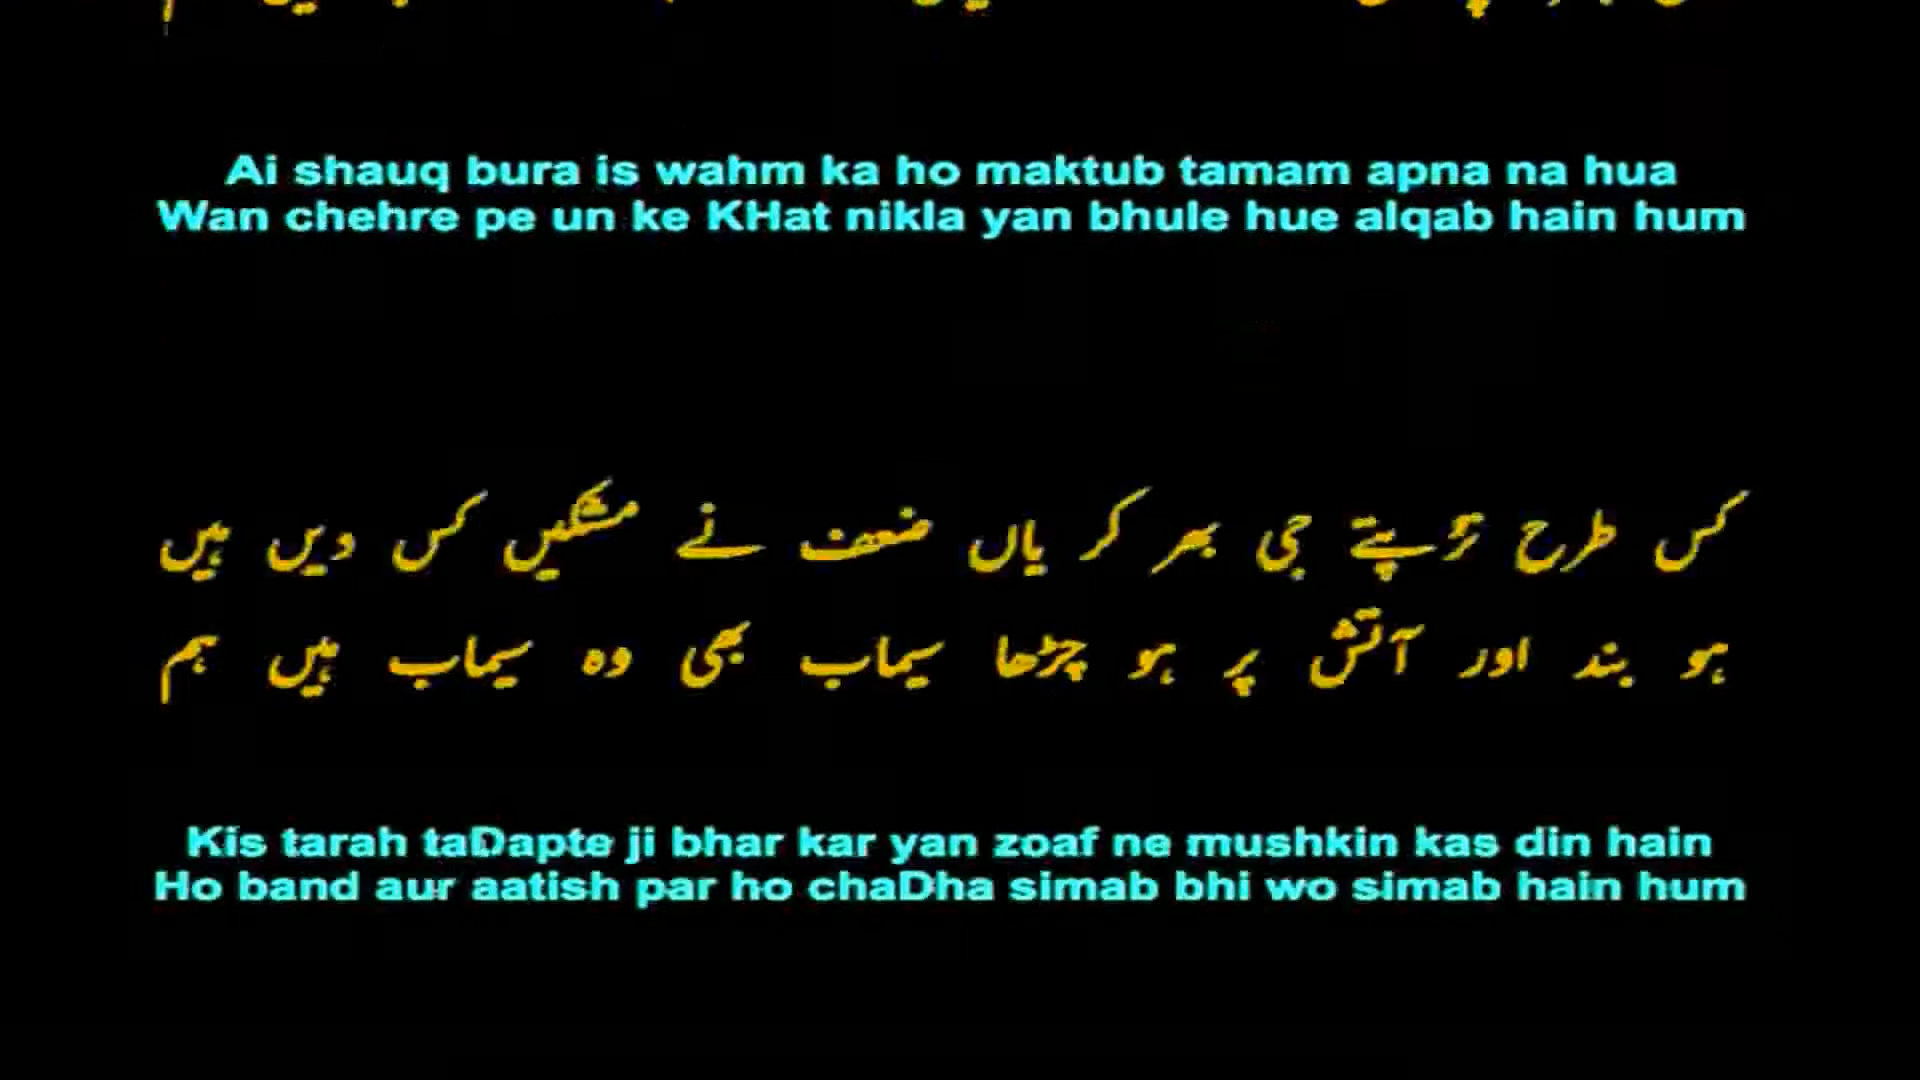 Ai shauq bura is wahm ka ho maktub tamam apna na hua
Wan chehre pe un ke KHat nikla yan bhule hue alqab hain hum
کس طرح تڑپتے جی بھر کر یاں ضعف نے مشکیں کس دیں ہیں
ہو بند اور آتش پر ہو چڑھا سیماب بھی وہ سیماب ہیں ہم
Kis tarah taDapte ji bhar kar yan zoaf ne mushkin kas din hain
Ho band aur aatish par ho chaDha simab bhi wo simab hain hum